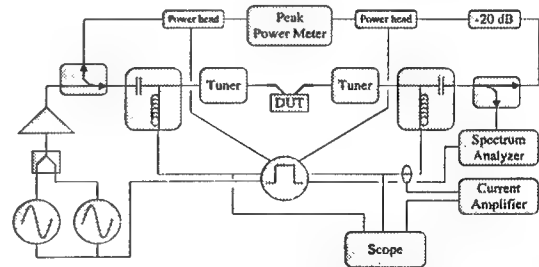 Power head
Peak
Power Meter
Power head
-20 dB
Tuner
DUT
Tuner
Spectrum
Analyzer
Current
Amplifier
Scope